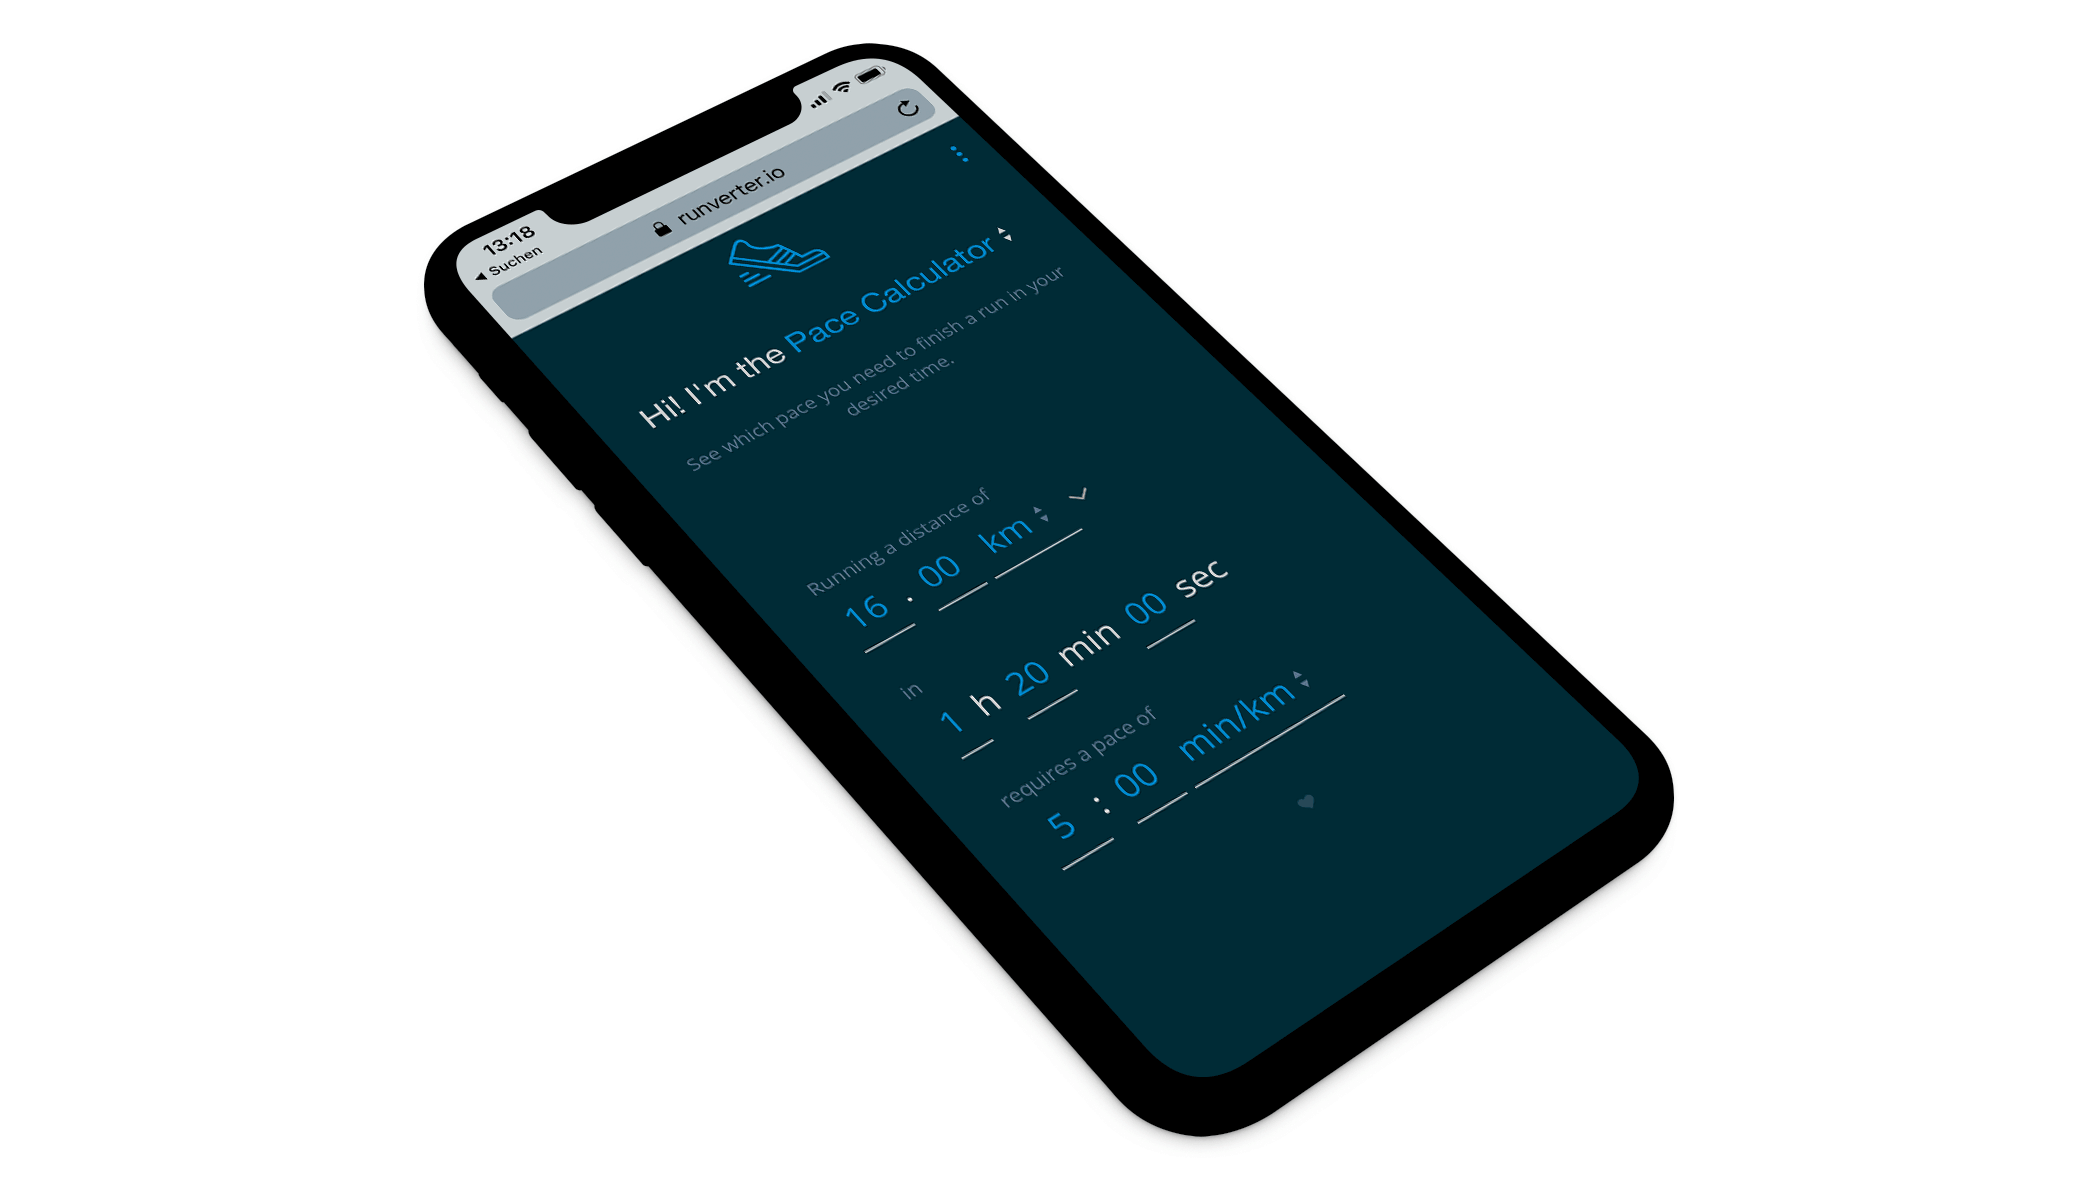 13:18
Suchen
runverter.io
Hi! I'm the Pace Calculator
See which pace you need to finish a run in your
desired time.
Running a distance of
16 . 00 km
in
1 h 20 min 00 sec
requires a pace of
5 : 00 min/km